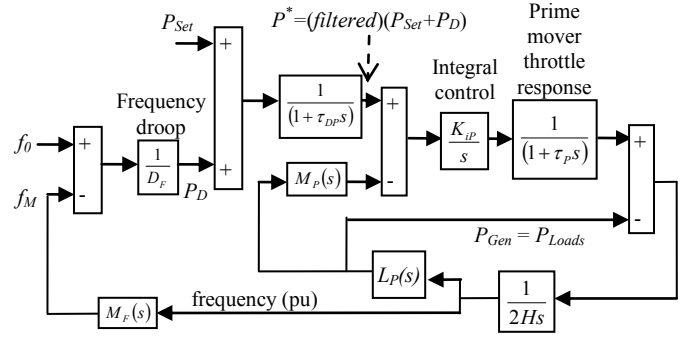 P_Set
P*=(filtered)(P_Set+P_D)
Prime
mover
throttle
response
Integral
control
Frequency
droop
+
+
1/(1+τ_DP s)
+
-
K_iP/s
1/(1+τ_P s)
+
-
f_0
+
-
1/D_F
P_D
f_M
M_P(s)
P_Gen = P_Loads
L_P(s)
1/2Hs
frequency (pu)
M_F(s)